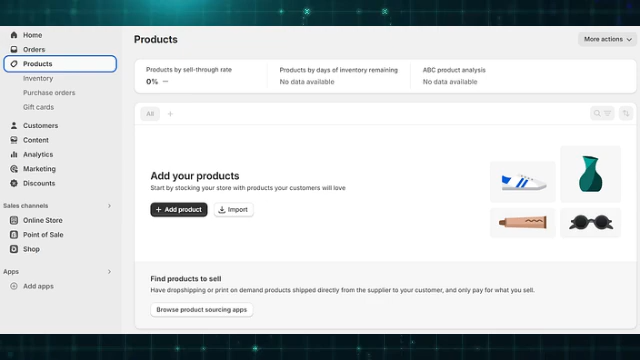 Home
Orders
Products
Inventory
Purchase orders
Gift cards
Customers
Content
Analytics
Marketing
Discounts
Sales channels
Online Store
Point of Sale
Shop
Apps
Add apps
Products
More actions
Products by sell-through rate
0% —
Products by days of inventory remaining
No data available
ABC product analysis
No data available
All +
Add your products
Start by stocking your store with products your customers will love
+ Add product
Import
Find products to sell
Have dropshipping or print on demand products shipped directly from the supplier to your customer, and only pay for what you sell.
Browse product sourcing apps